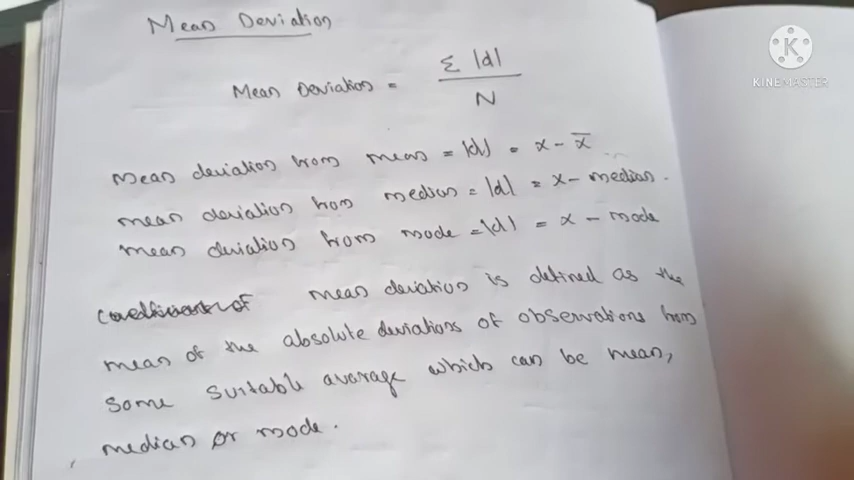 Mean Deviation
Mean Deviation = Σ |d| / N
Mean deviation from mean = |d| = x - x̅
mean deviation from median = |d| = x - median.
mean deviation from mode = |d| = x - mode
mean deviation is defined as the
mean of the absolute deviations of observations from
some suitable average which can be mean,
median or mode.
K
KINEMASTER